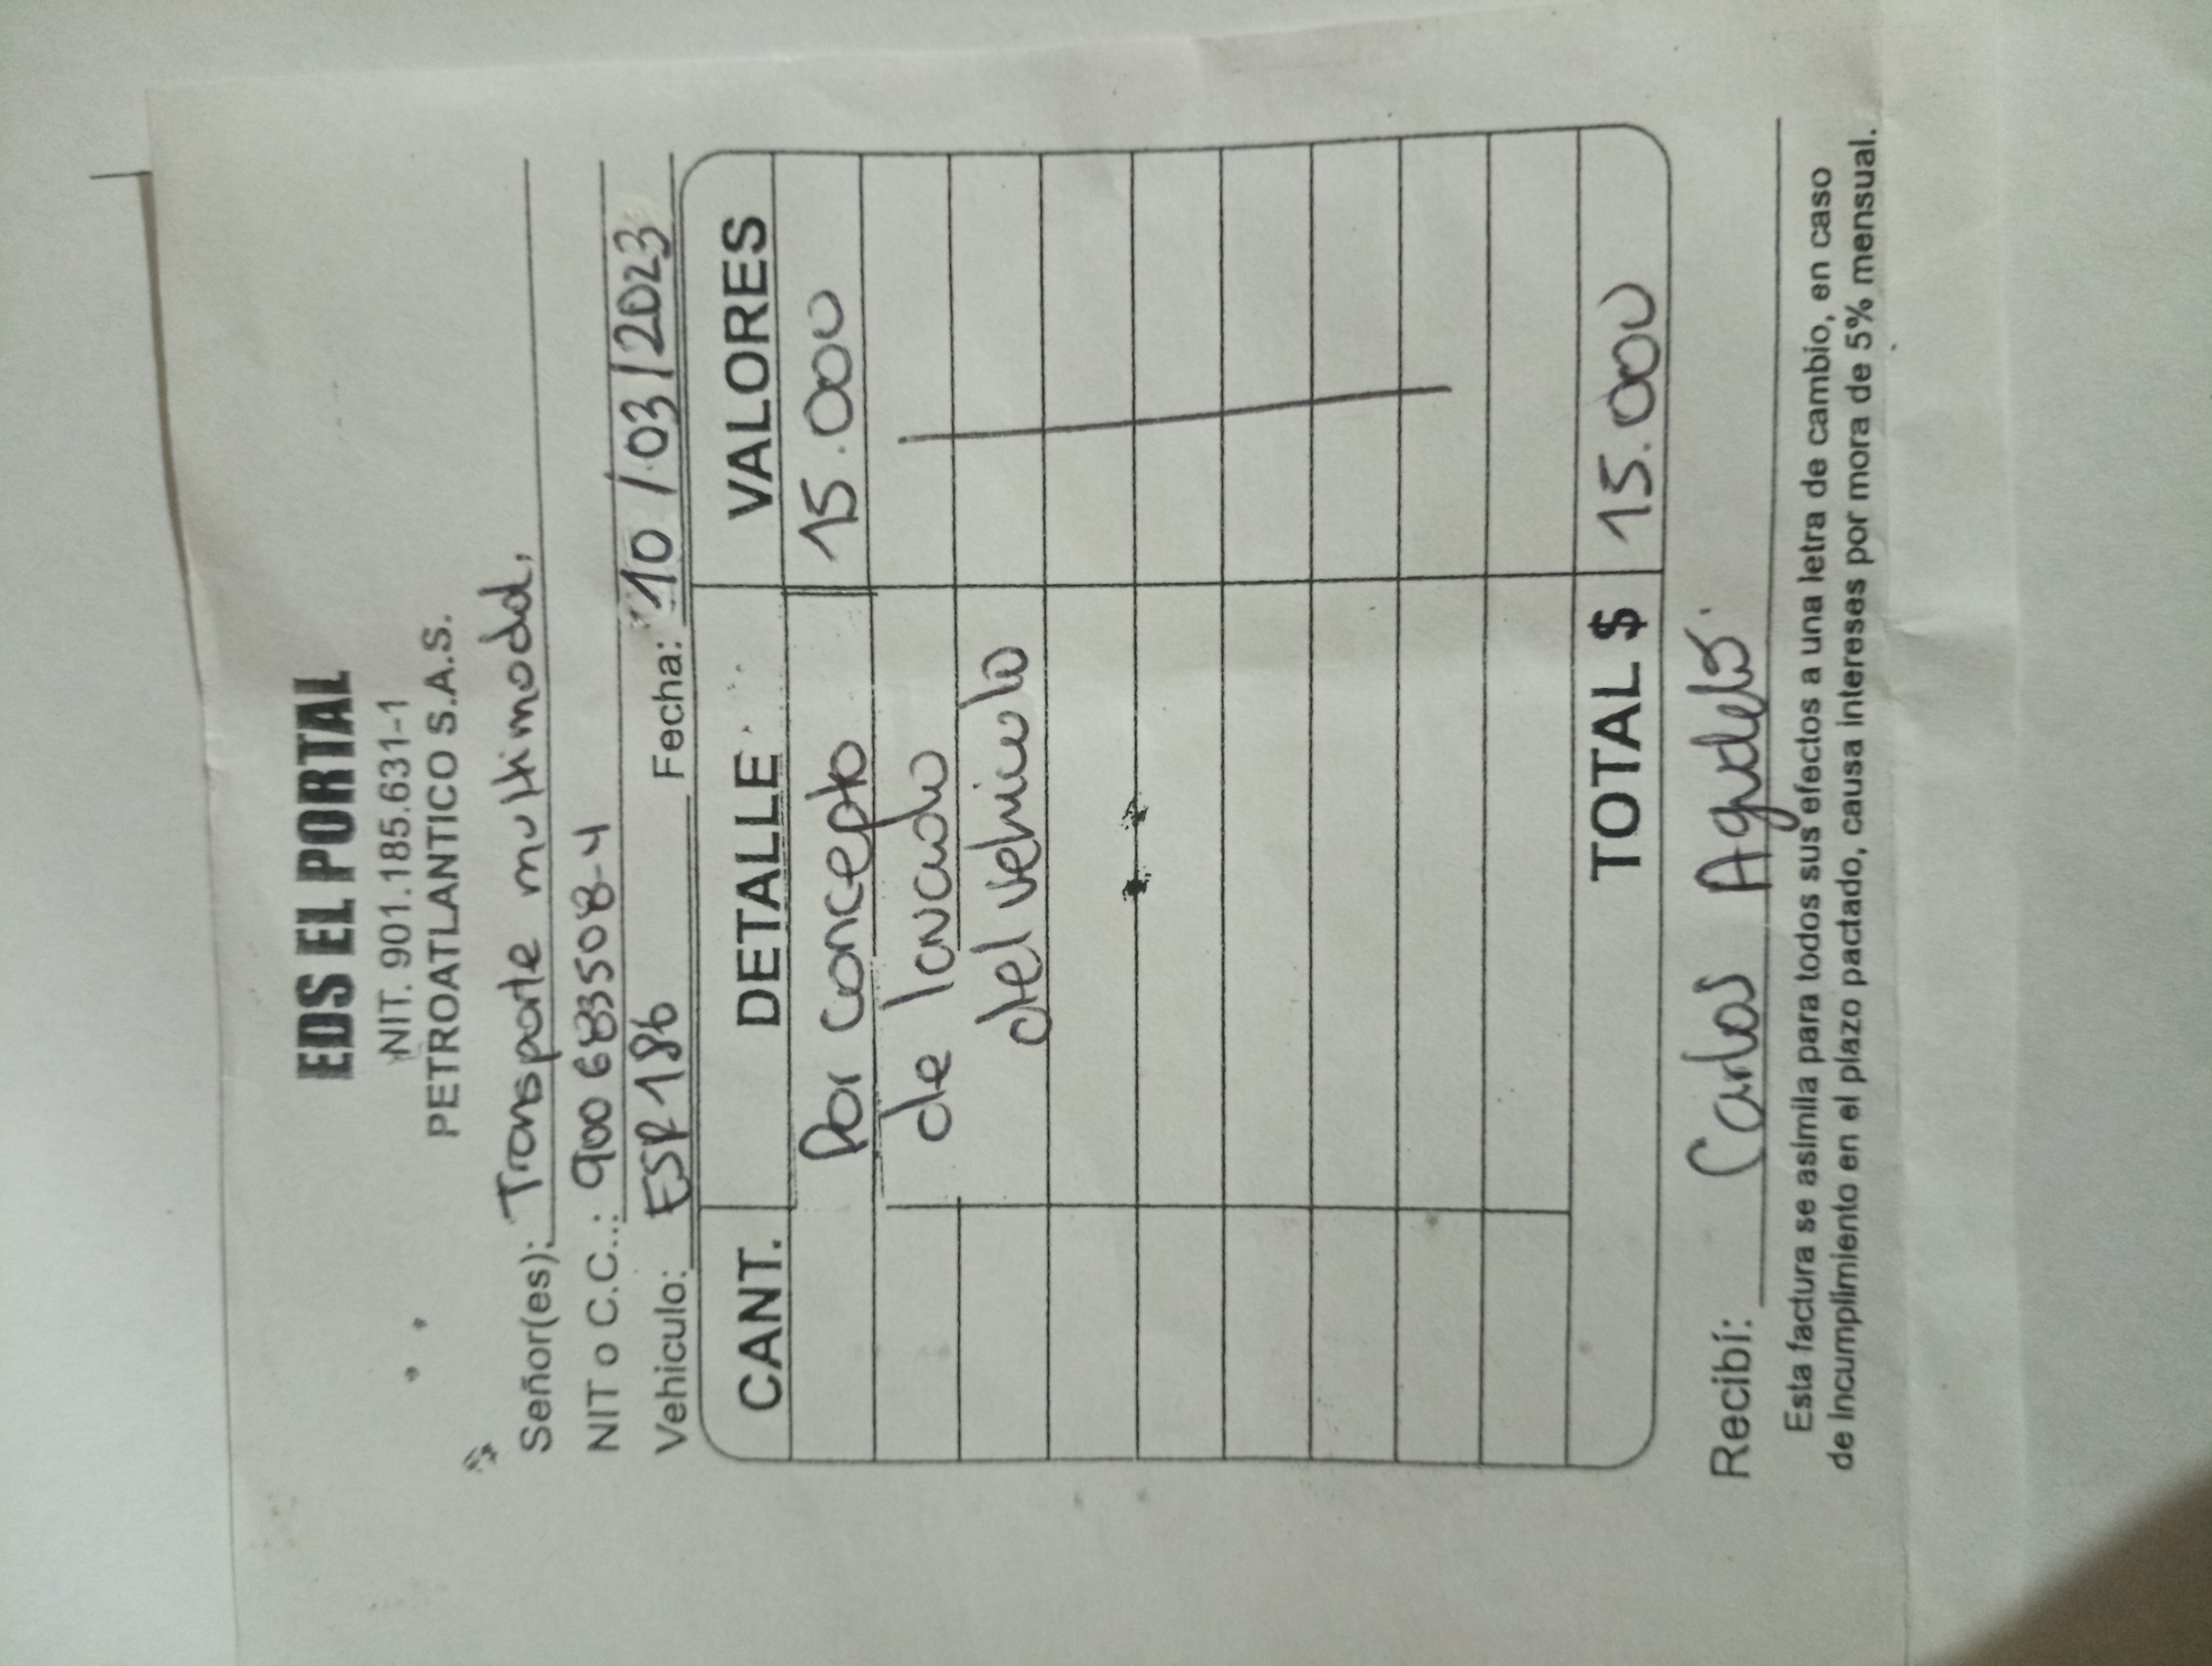 EDS EL PORTAL
NIT. 901.185.631-1
PETROATLANTICO S.A.S.
Señor(es): Transporte multimodal.
NIT o C.C.: 900683508-4
Vehiculo: ESR186 Fecha: 10/03/2023
CANT. DETALLE VALORES
Por concepto 15.000
de lavado
del vehiculo
TOTAL $ 15.000
Recibí: Carlos Agudelo.
Esta factura se asimila para todos sus efectos a una letra de cambio, en caso
de incumplimiento en el plazo pactado, causa intereses por mora de 5% mensual.